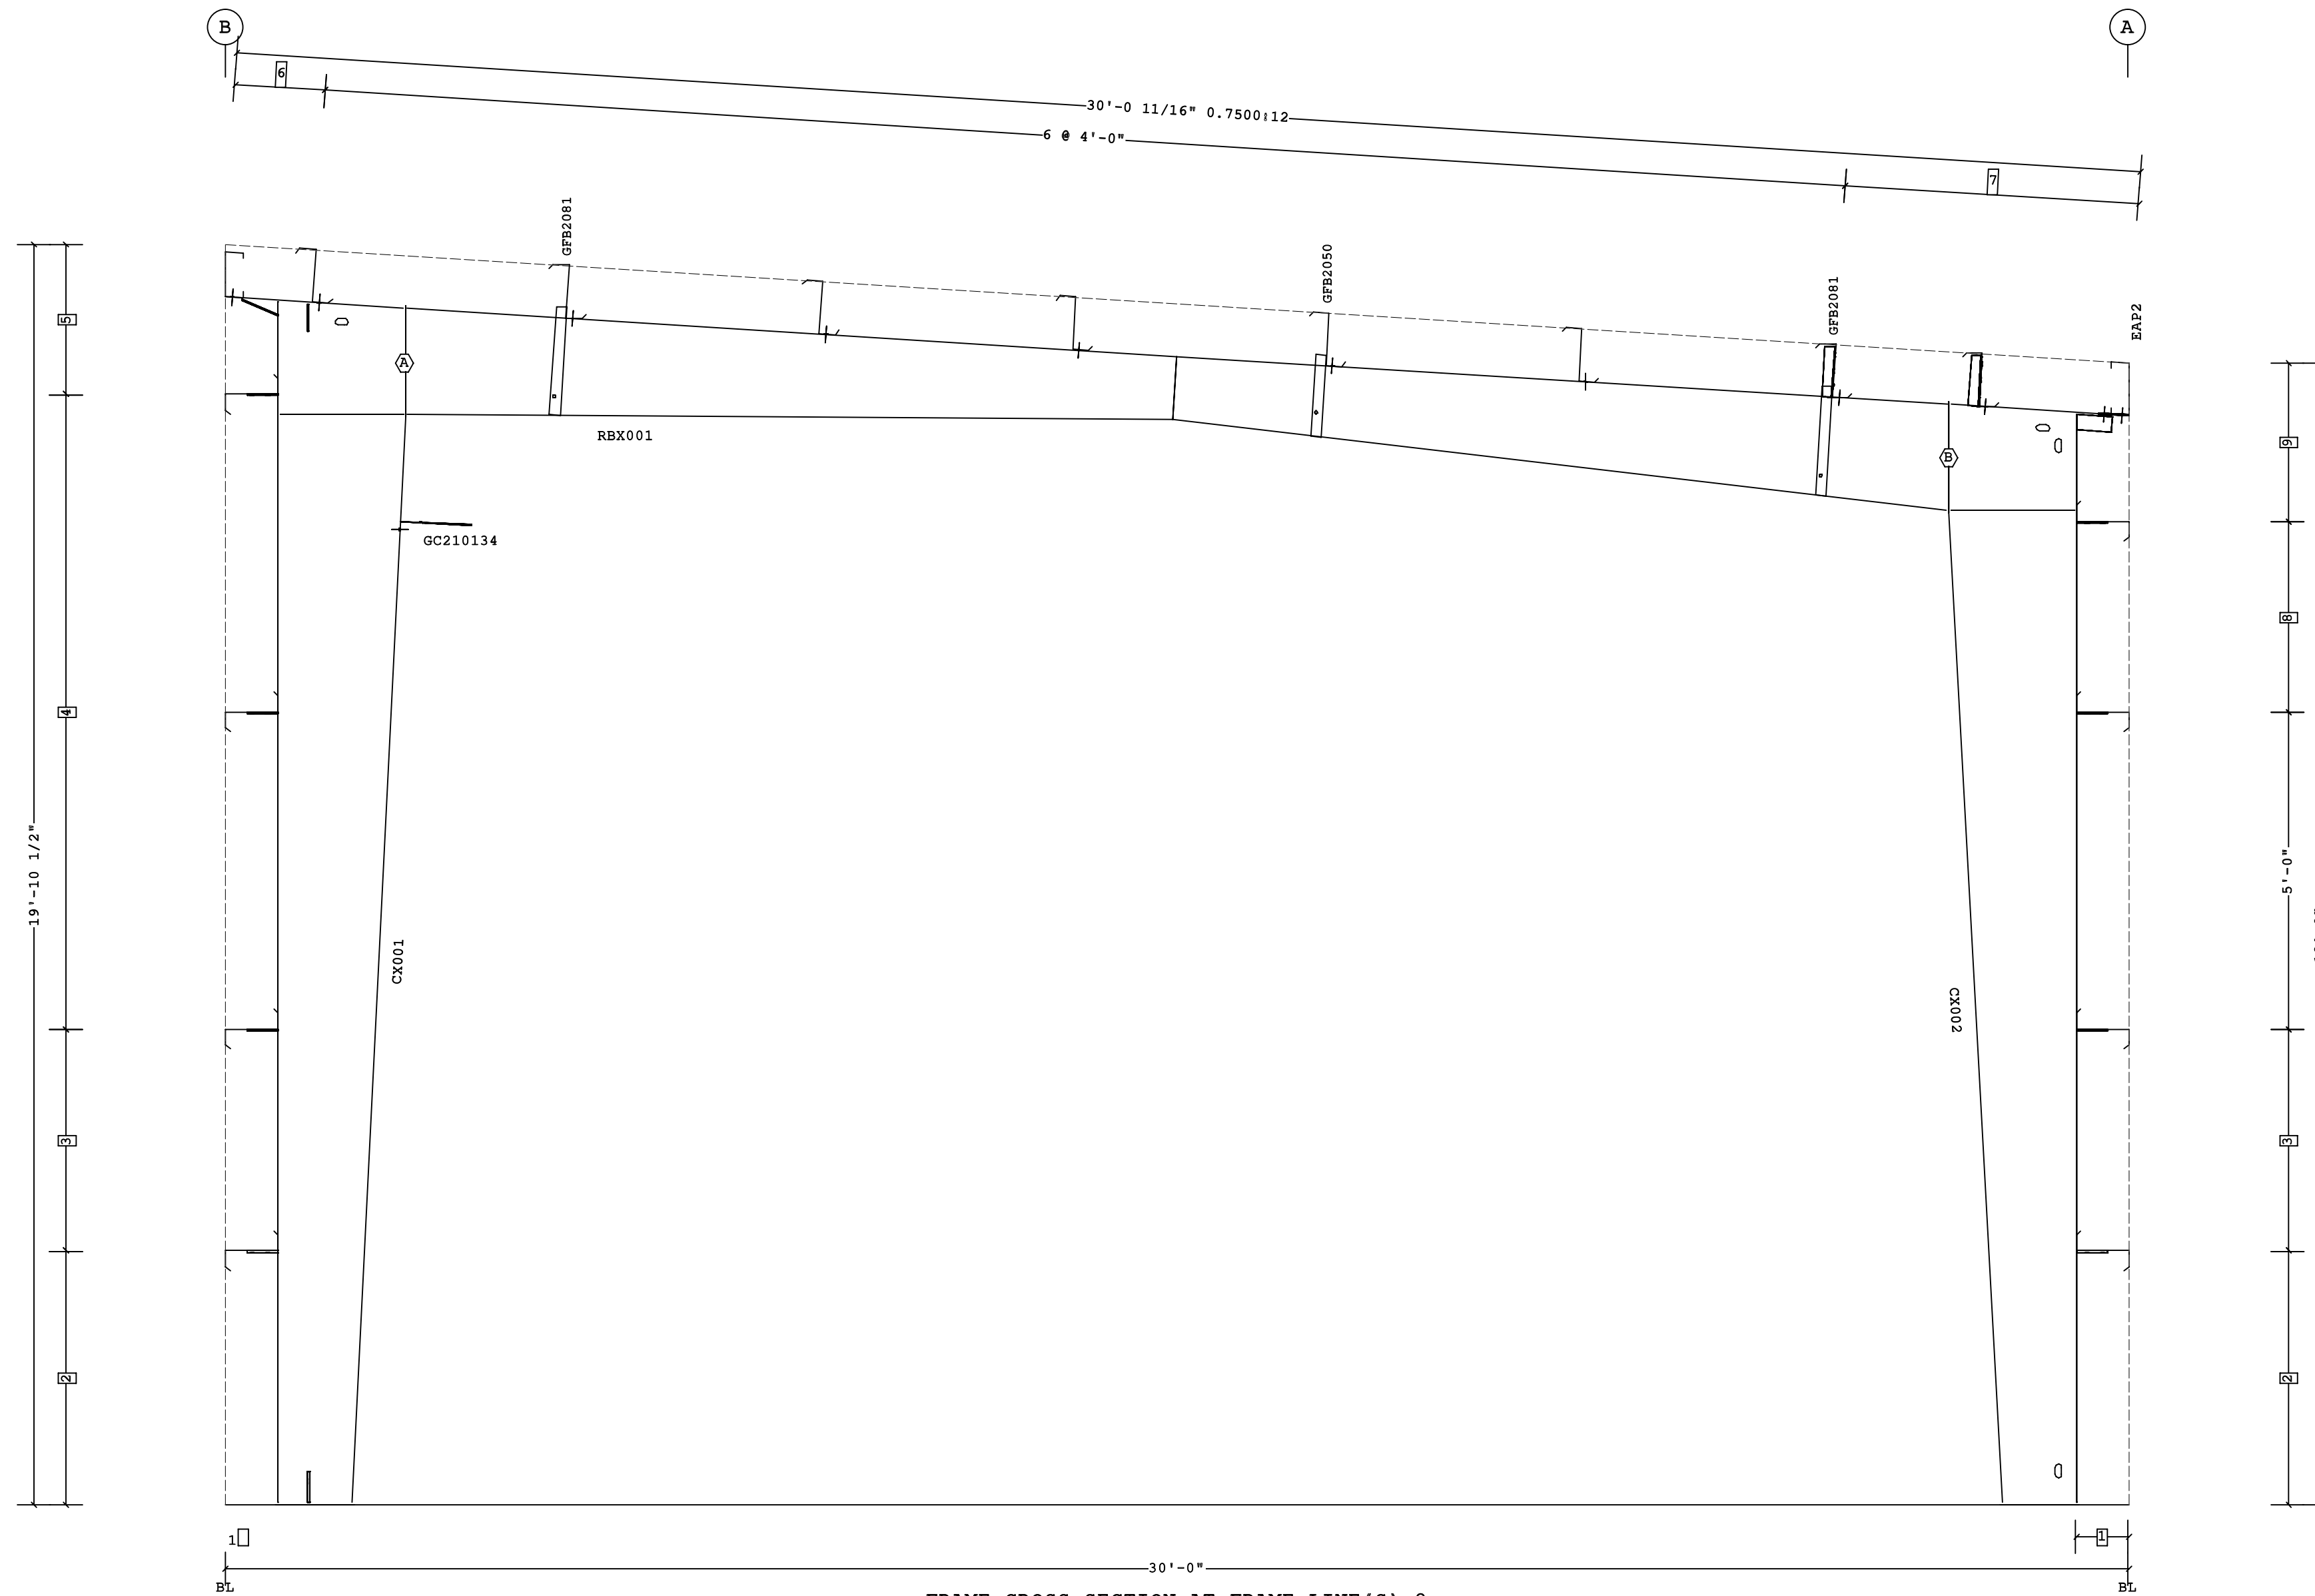 B
A
6
30'-0 11/16" 0.7500:12
6 @ 4'-0"
7
GFB2081
GFB2050
GFB2081
EAP2
5
A
RBX001
9
B
GC210134
8
4
19'-10 1/2"
5'-0"
CX001
CX002
3
3
2
2
1
1
30'-0"
BL
BL